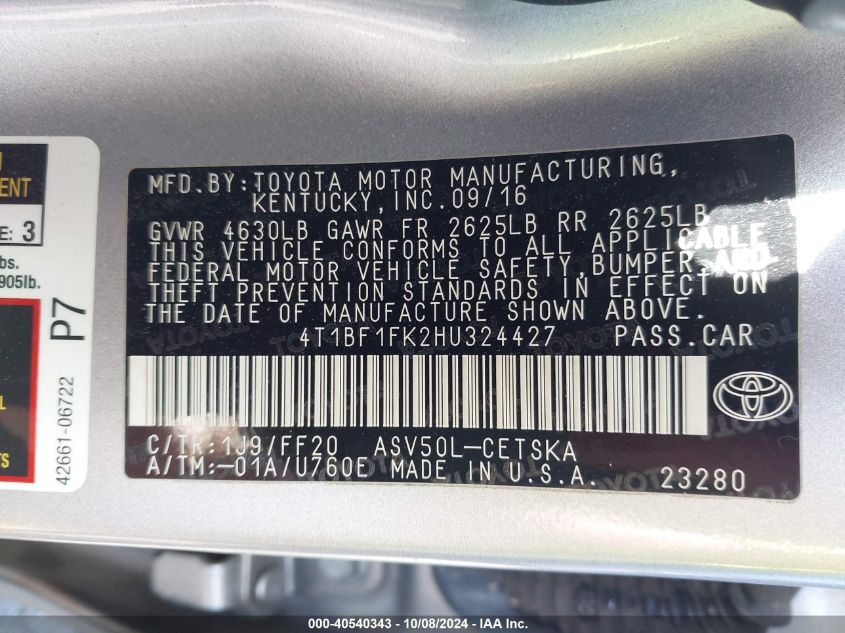 MFD.BY:TOYOTA MOTOR MANUFACTURING,
KENTUCKY, INC.09/16
GVWR 4630LB GAWR FR 2625LB RR 2625LB
THIS VEHICLE CONFORMS TO ALL APPLICABLE
FEDERAL MOTOR VEHICLE SAFETY,BUMPER,AND
THEFT PREVENTION STANDARDS IN EFFECT ON
THE DATE OF MANUFACTURE SHOWN ABOVE.
4T1BF1FK2HU324427 PASS.CAR
C/TR:1J9/FF20 ASV50L-CETSKA
A/TM:-01A/U760E MADE IN U.S.A. 23280
E: 3
bs.
905lb.
P7
42661-06722
000-40540343 - 10/08/2024 - IAA Inc.